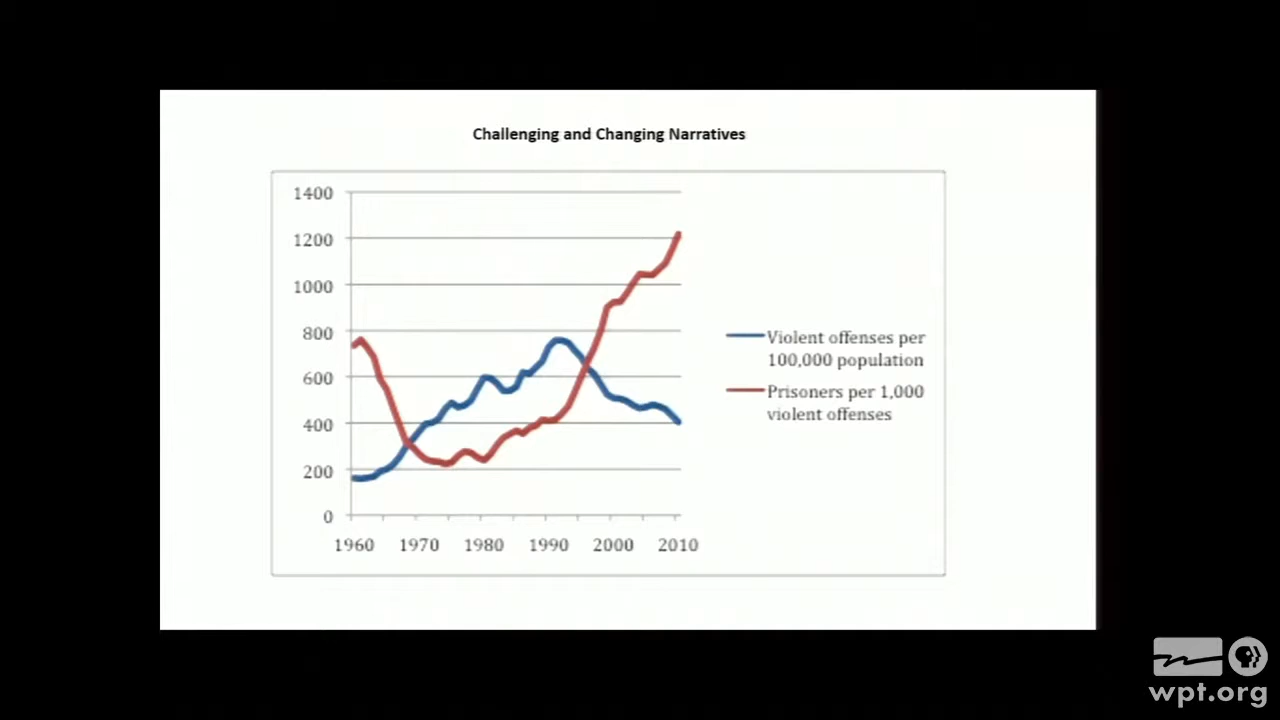 Challenging and Changing Narratives
1400
1200
1000
800
600
400
200
0
1960 1970 1980 1990 2000 2010
Violent offenses per
100,000 population
Prisoners per 1,000
violent offenses
wpt.org